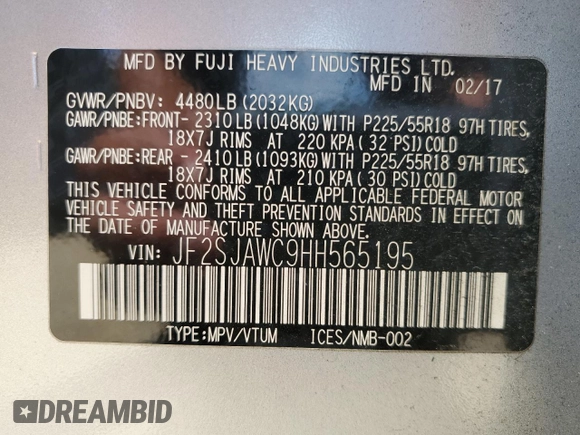 MFD BY FUJI HEAVY INDUSTRIES LTD.
MFD IN 02/17
GVWR/PNBV: 4480LB(2032KG)
GAWR/PNBE:FRONT- 2310LB(1048KG)WITH P225/55R18 97H TIRES,
18X7J RIMS AT 220 KPA( 32 PSI)COLD
GAWR/PNBE:REAR - 2410LB(1093KG)WITH P225/55R18 97H TIRES,
18X7J RIMS AT 210 KPA( 30 PSI)COLD
THIS VEHICLE CONFORMS TO ALL APPLICABLE FEDERAL MOTOR
VEHICLE SAFETY AND THEFT PREVENTION STANDARDS IN EFFECT ON
THE DATE OF MANUFACTURE SHOWN ABOVE.
VIN: JF2SJAWC9HH565195
TYPE:MPV/VTUM ICES/NMB-002
DREAMBID